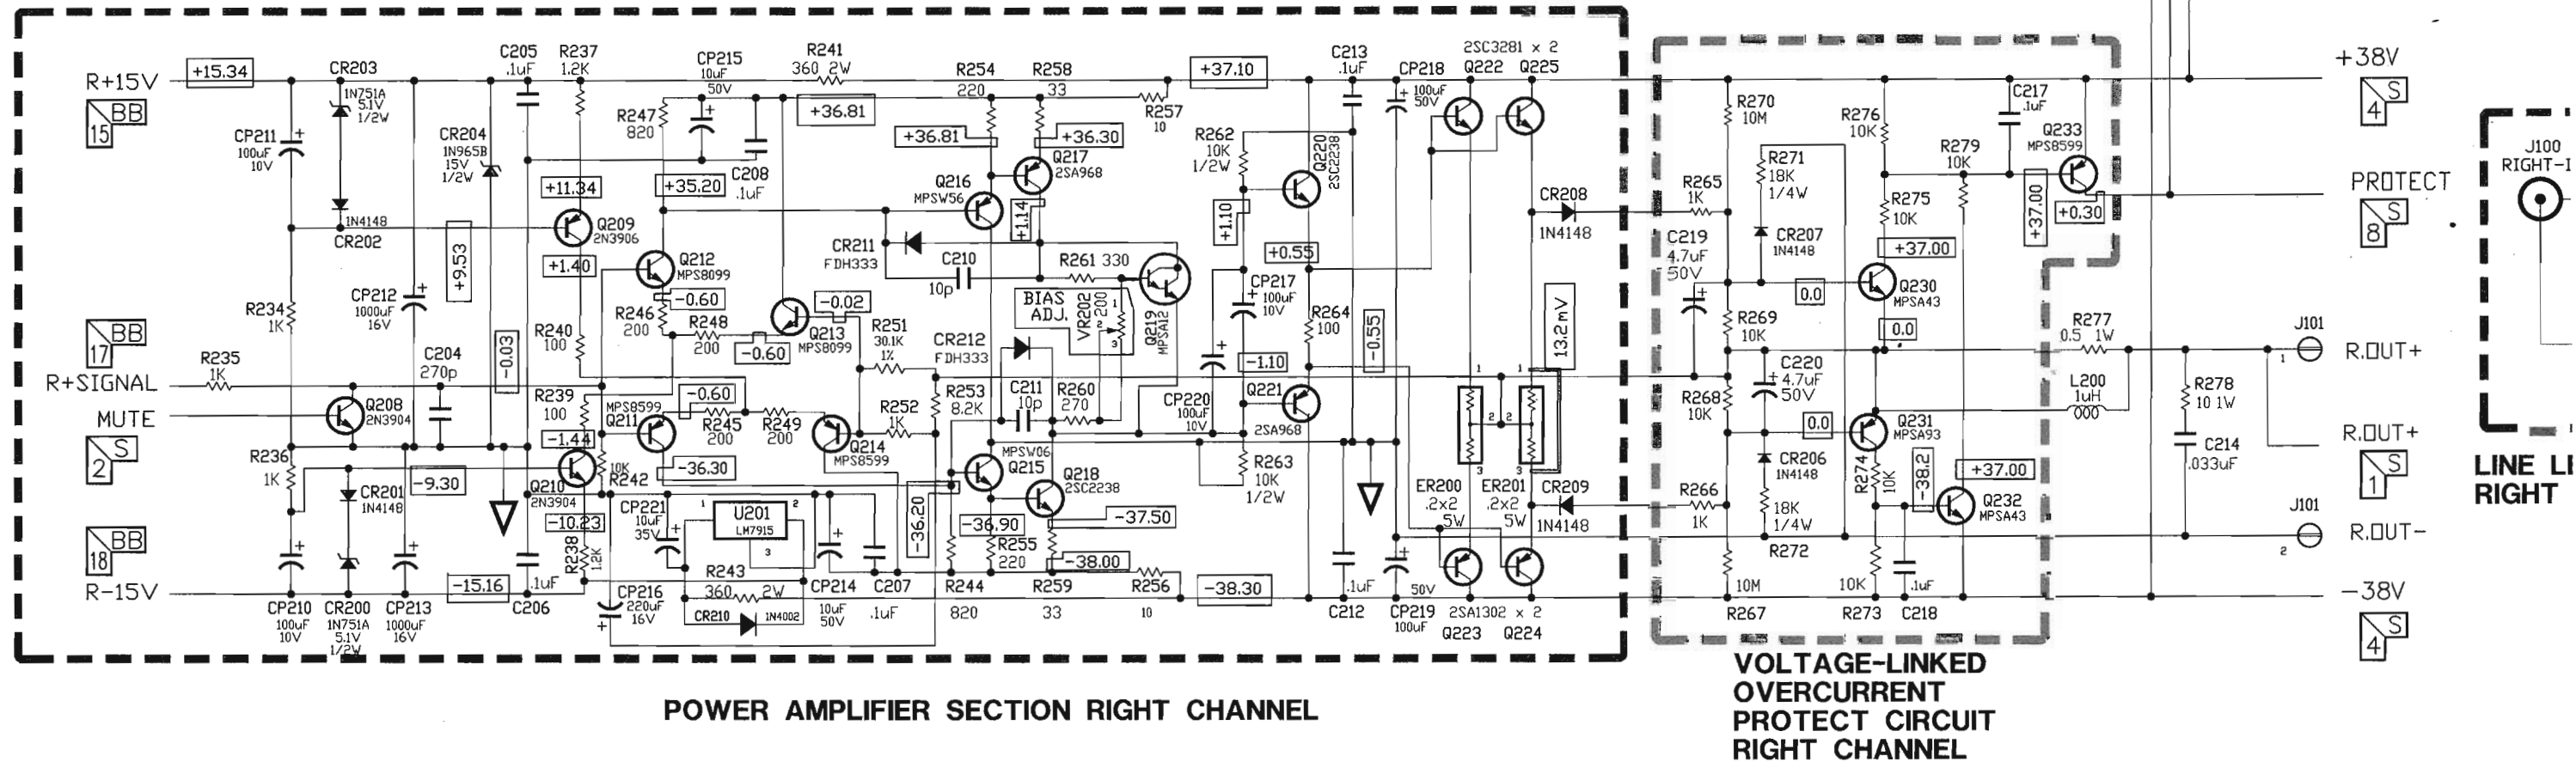 R+15V
BB
15
+15.34
CP211
100uF
10V
CR203
1N751A
5.1V
1/2W
1N4148
CR202
CR204
1N965B
15V
1/2W
C205
.1uF
R237
1.2K
+11.34
Q209
2N3906
+1.40
+9.53
R234
1K
CP212
1000uF
16V
-0.03
R240
100
BB
17
R235
1K
R+SIGNAL
MUTE
S
2
C204
270p
Q208
2N3904
R239
100
-1.44
R236
1K
CR201
1N4148
-9.30
Q210
2N3904
-10.23
R238
1.2K
10K
R242
BB
18
R-15V
CP210
100uF
10V
CR200
1N751A
5.1V
1/2W
CP213
1000uF
16V
-15.16
.1uF
C206
CP215
10uF
50V
R241
360 2W
R247
820
+36.81
C208
.1uF
+35.20
Q212
MPS8099
-0.60
R246
200
R248
200
-0.60
-0.02
Q213
MPS8099
R251
30.1K
1%
MPS8599
Q211
-0.60
R245
200
R249
200
Q214
MPS8599
R252
1K
-36.30
CP221
10uF
35V
1
U201
LM7915
2
3
R243
360 2W
CP216
220uF
16V
CR210
1N4002
CP214
10uF
50V
C207
.1uF
-36.20
R254
220
R258
33
R257
10
+36.81
+36.30
Q217
2SA968
Q216
MPSW56
+1.14
CR211
FDH333
C210
10p
R261 330
BIAS
ADJ.
VR202
200
1
2
3
Q219
MPSA12
CR212
FDH333
R253
8.2K
C211
10p
R260
270
MPSW06
Q215
Q218
2SC2238
-36.90
R255
220
-37.50
-38.00
R244
820
R259
33
R256
10
+37.10
R262
10K
1/2W
Q220
2SC2238
+1.10
+0.55
CP217
100uF
10V
R264
100
-1.10
-0.55
CP220
100uF
10V
Q221
2SA968
R263
10K
1/2W
-38.30
C213
.1uF
CP218
100uF
50V
2SC3281 x 2
Q222
Q225
CR208
1N4148
13.2mV
1
1
2
2
3
3
ER200
.2x2
5W
ER201
.2x2
5W
CR209
1N4148
.1uF
C212
50V
CP219
100uF
2SA1302 x 2
Q223
Q224
R270
10M
R271
18K
1/4W
R265
1K
C219
4.7uF
50V
CR207
1N4148
R276
10K
R275
10K
+37.00
C217
.1uF
R279
10K
Q233
MPS8599
+37.00
+0.30
0.0
Q230
MPSA43
0.0
R269
10K
R268
10K
C220
4.7uF
50V
0.0
Q231
MPSA93
CR206
1N4148
R266
1K
18K
1/4W
R272
R274
10K
-38.2
+37.00
Q232
MPSA43
10M
R267
10K
R273
.1uF
C218
R277
0.5 1W
L200
1uH
R278
10 1W
C214
.033uF
J101
1
J101
2
+38V
S
4
PROTECT
S
8
R.OUT+
R.OUT+
S
1
R.OUT-
-38V
S
4
J100
LINE
POWER AMPLIFIER SECTION RIGHT CHANNEL
VOLTAGE-LINKED
OVERCURRENT
PROTECT CIRCUIT
RIGHT CHANNEL
RIGHT